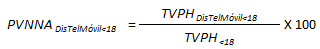 PVNNA DisTelMóvil<18 = TVPH DisTelMóvil<18 / TVPH <18 X 100